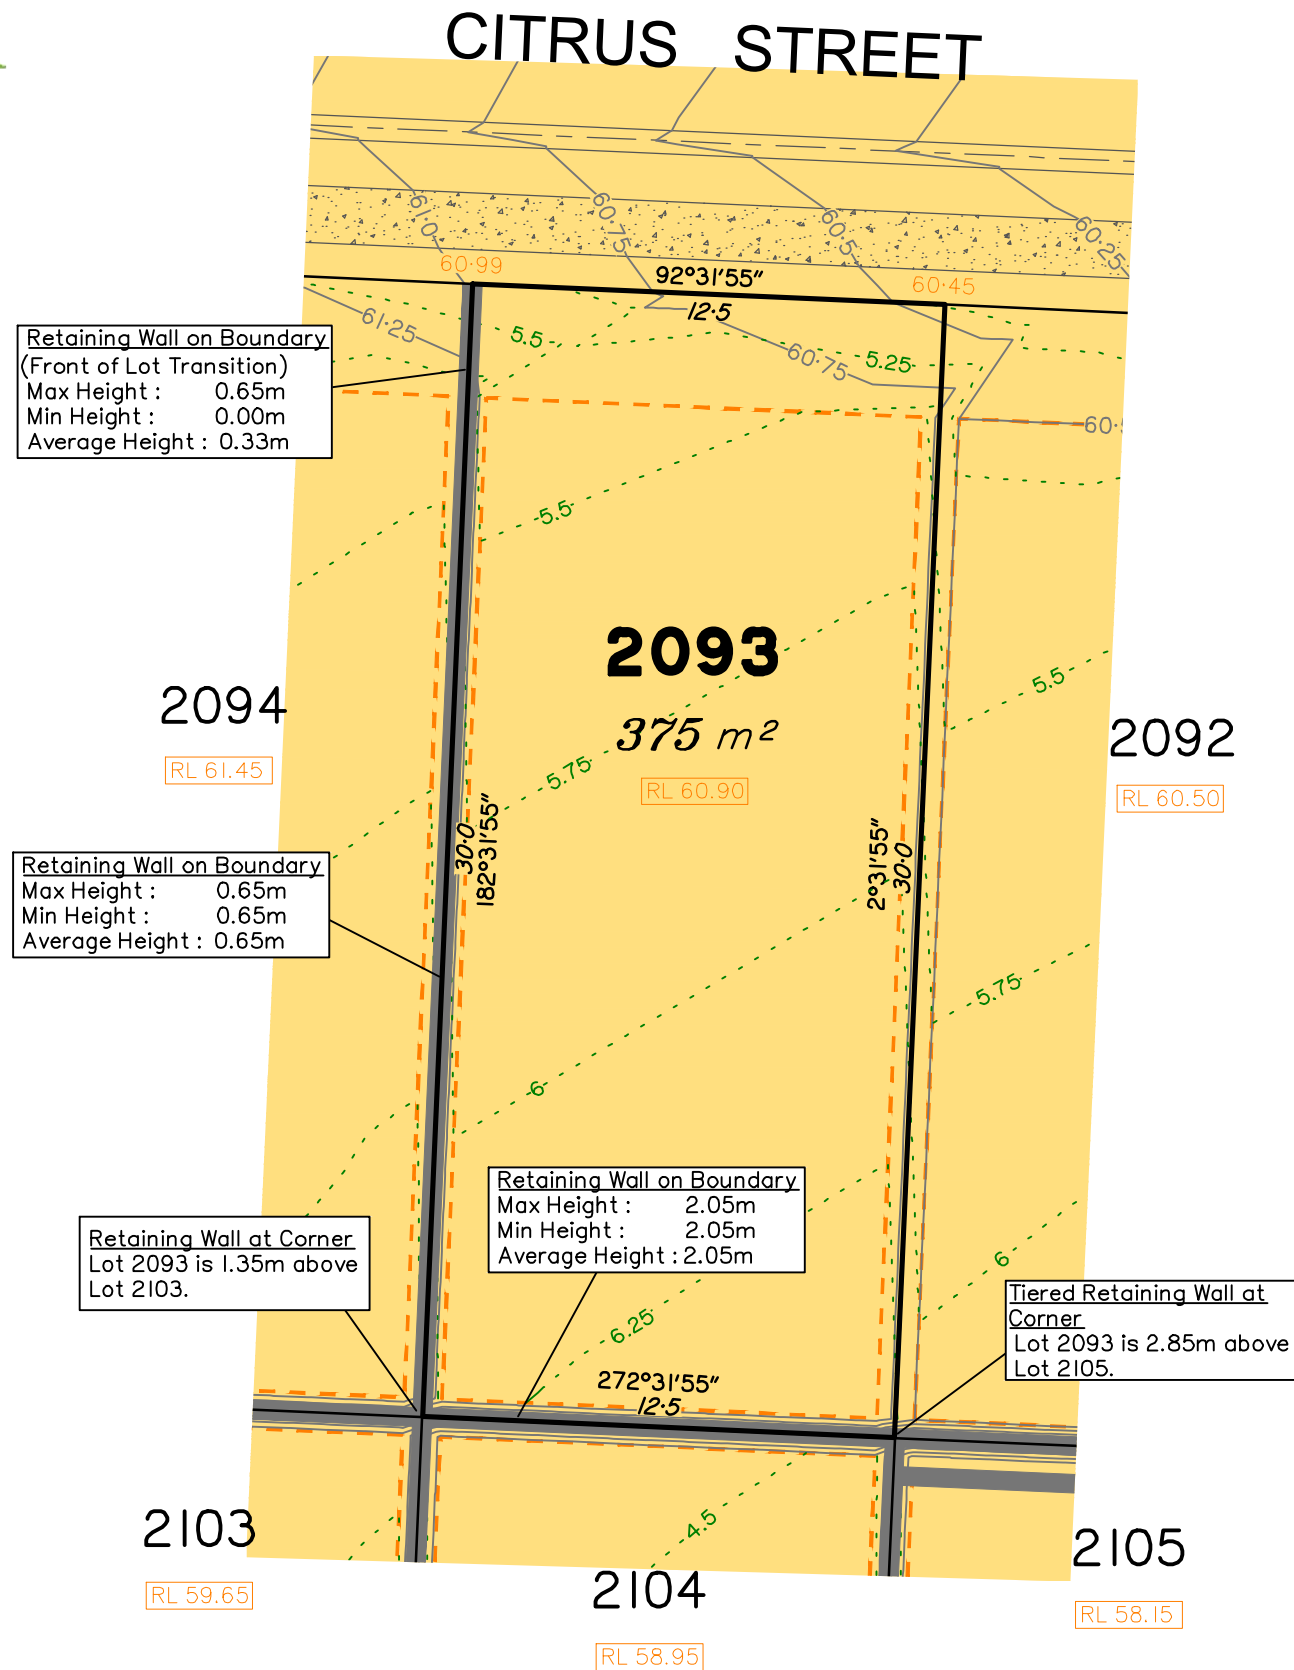 CITRUS STREET
61.0
60.75
60.5
60.25
60.99
92°31'55"
60.45
12.5
61.25
5.5
60.75
5.25
Retaining Wall on Boundary
(Front of Lot Transition)
Max Height : 0.65m
Min Height : 0.00m
Average Height : 0.33m
5.5
2093
375 m²
RL 60.90
2094
RL 61.45
5.5
2092
RL 60.50
5.75
30.0
182°31'55"
2°31'55"
30.0
Retaining Wall on Boundary
Max Height : 0.65m
Min Height : 0.65m
Average Height : 0.65m
5.75
6
Retaining Wall on Boundary
Max Height : 2.05m
Min Height : 2.05m
Average Height : 2.05m
Retaining Wall at Corner
Lot 2093 is 1.35m above
Lot 2103.
6
Tiered Retaining Wall at
Corner
Lot 2093 is 2.85m above
Lot 2105.
6.25
272°31'55"
12.5
4.5
2103
RL 59.65
2104
RL 58.95
2105
RL 58.15